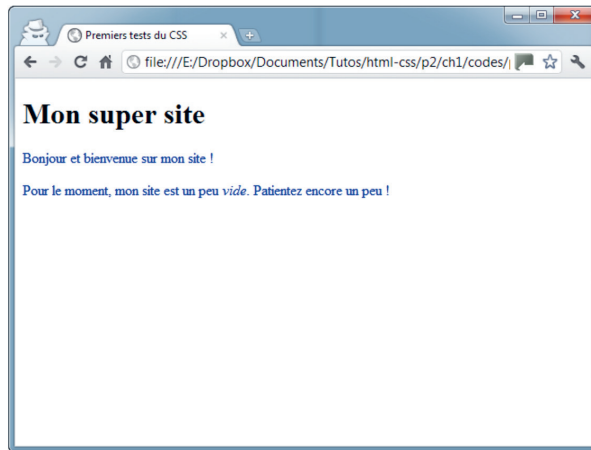 Premiers tests du CSS
file:///E:/Dropbox/Documents/Tutos/html-css/p2/ch1/codes/
Mon super site
Bonjour et bienvenue sur mon site !
Pour le moment, mon site est un peu vide. Patientez encore un peu !